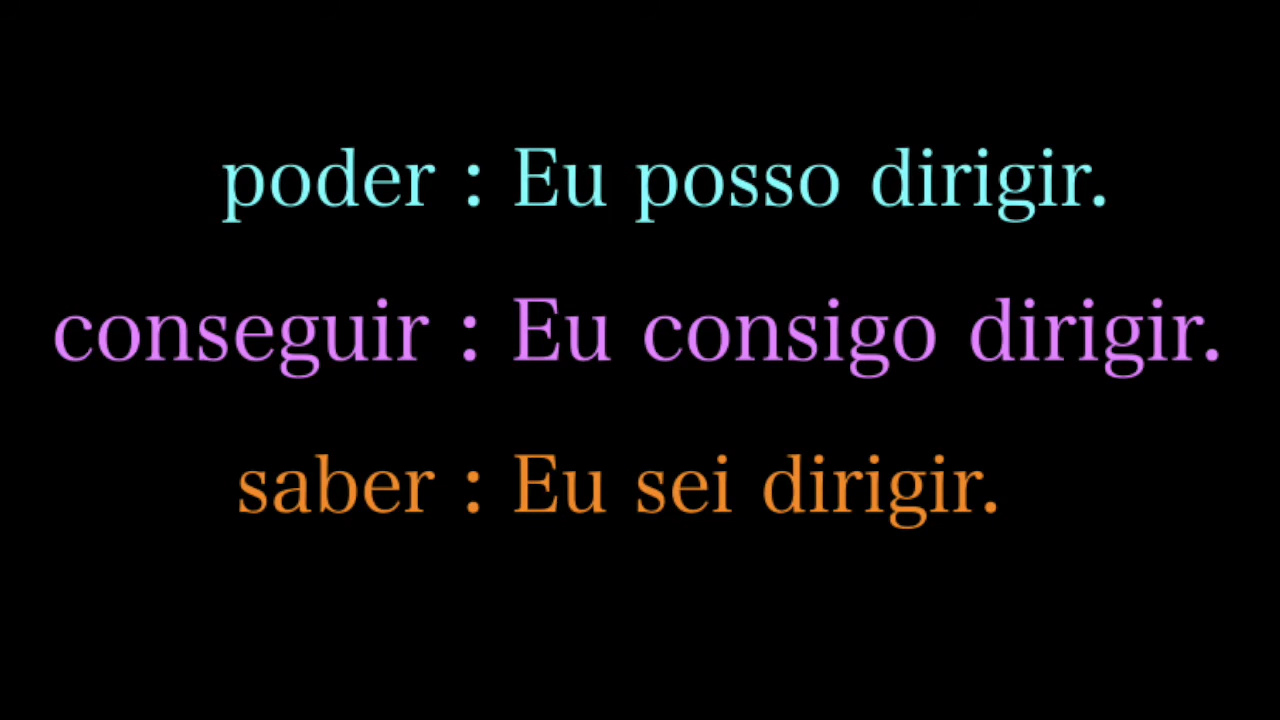 poder : Eu posso dirigir.
conseguir : Eu consigo dirigir.
saber : Eu sei dirigir.